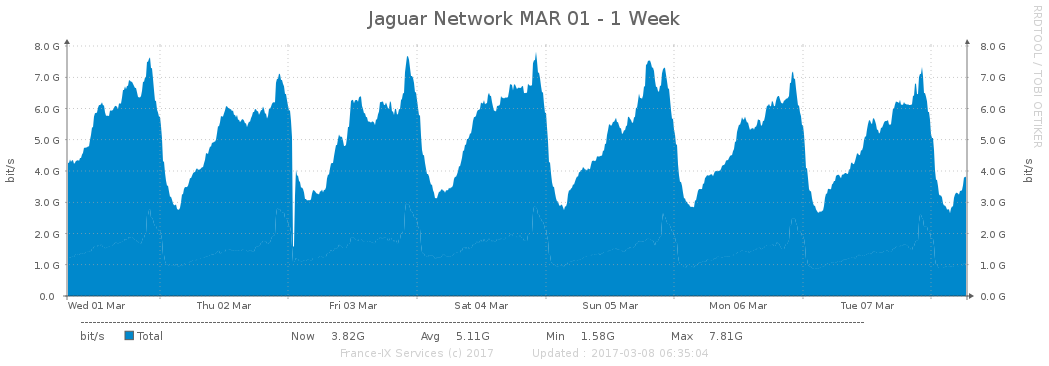 Jaguar Network MAR 01 - 1 Week
RRDTOOL / TOBI OETIKER
8.0 G 8.0 G
7.0 G 7.0 G
6.0 G 6.0 G
5.0 G 5.0 G
4.0 G 4.0 G
3.0 G 3.0 G
2.0 G 2.0 G
1.0 G 1.0 G
0.0 0.0 G
bit/s bit/s
Wed 01 Mar Thu 02 Mar Fri 03 Mar Sat 04 Mar Sun 05 Mar Mon 06 Mar Tue 07 Mar
bit/s Total Now 3.82G Avg 5.11G Min 1.58G Max 7.81G
France-IX Services (c) 2017 Updated : 2017-03-08 06:35:04